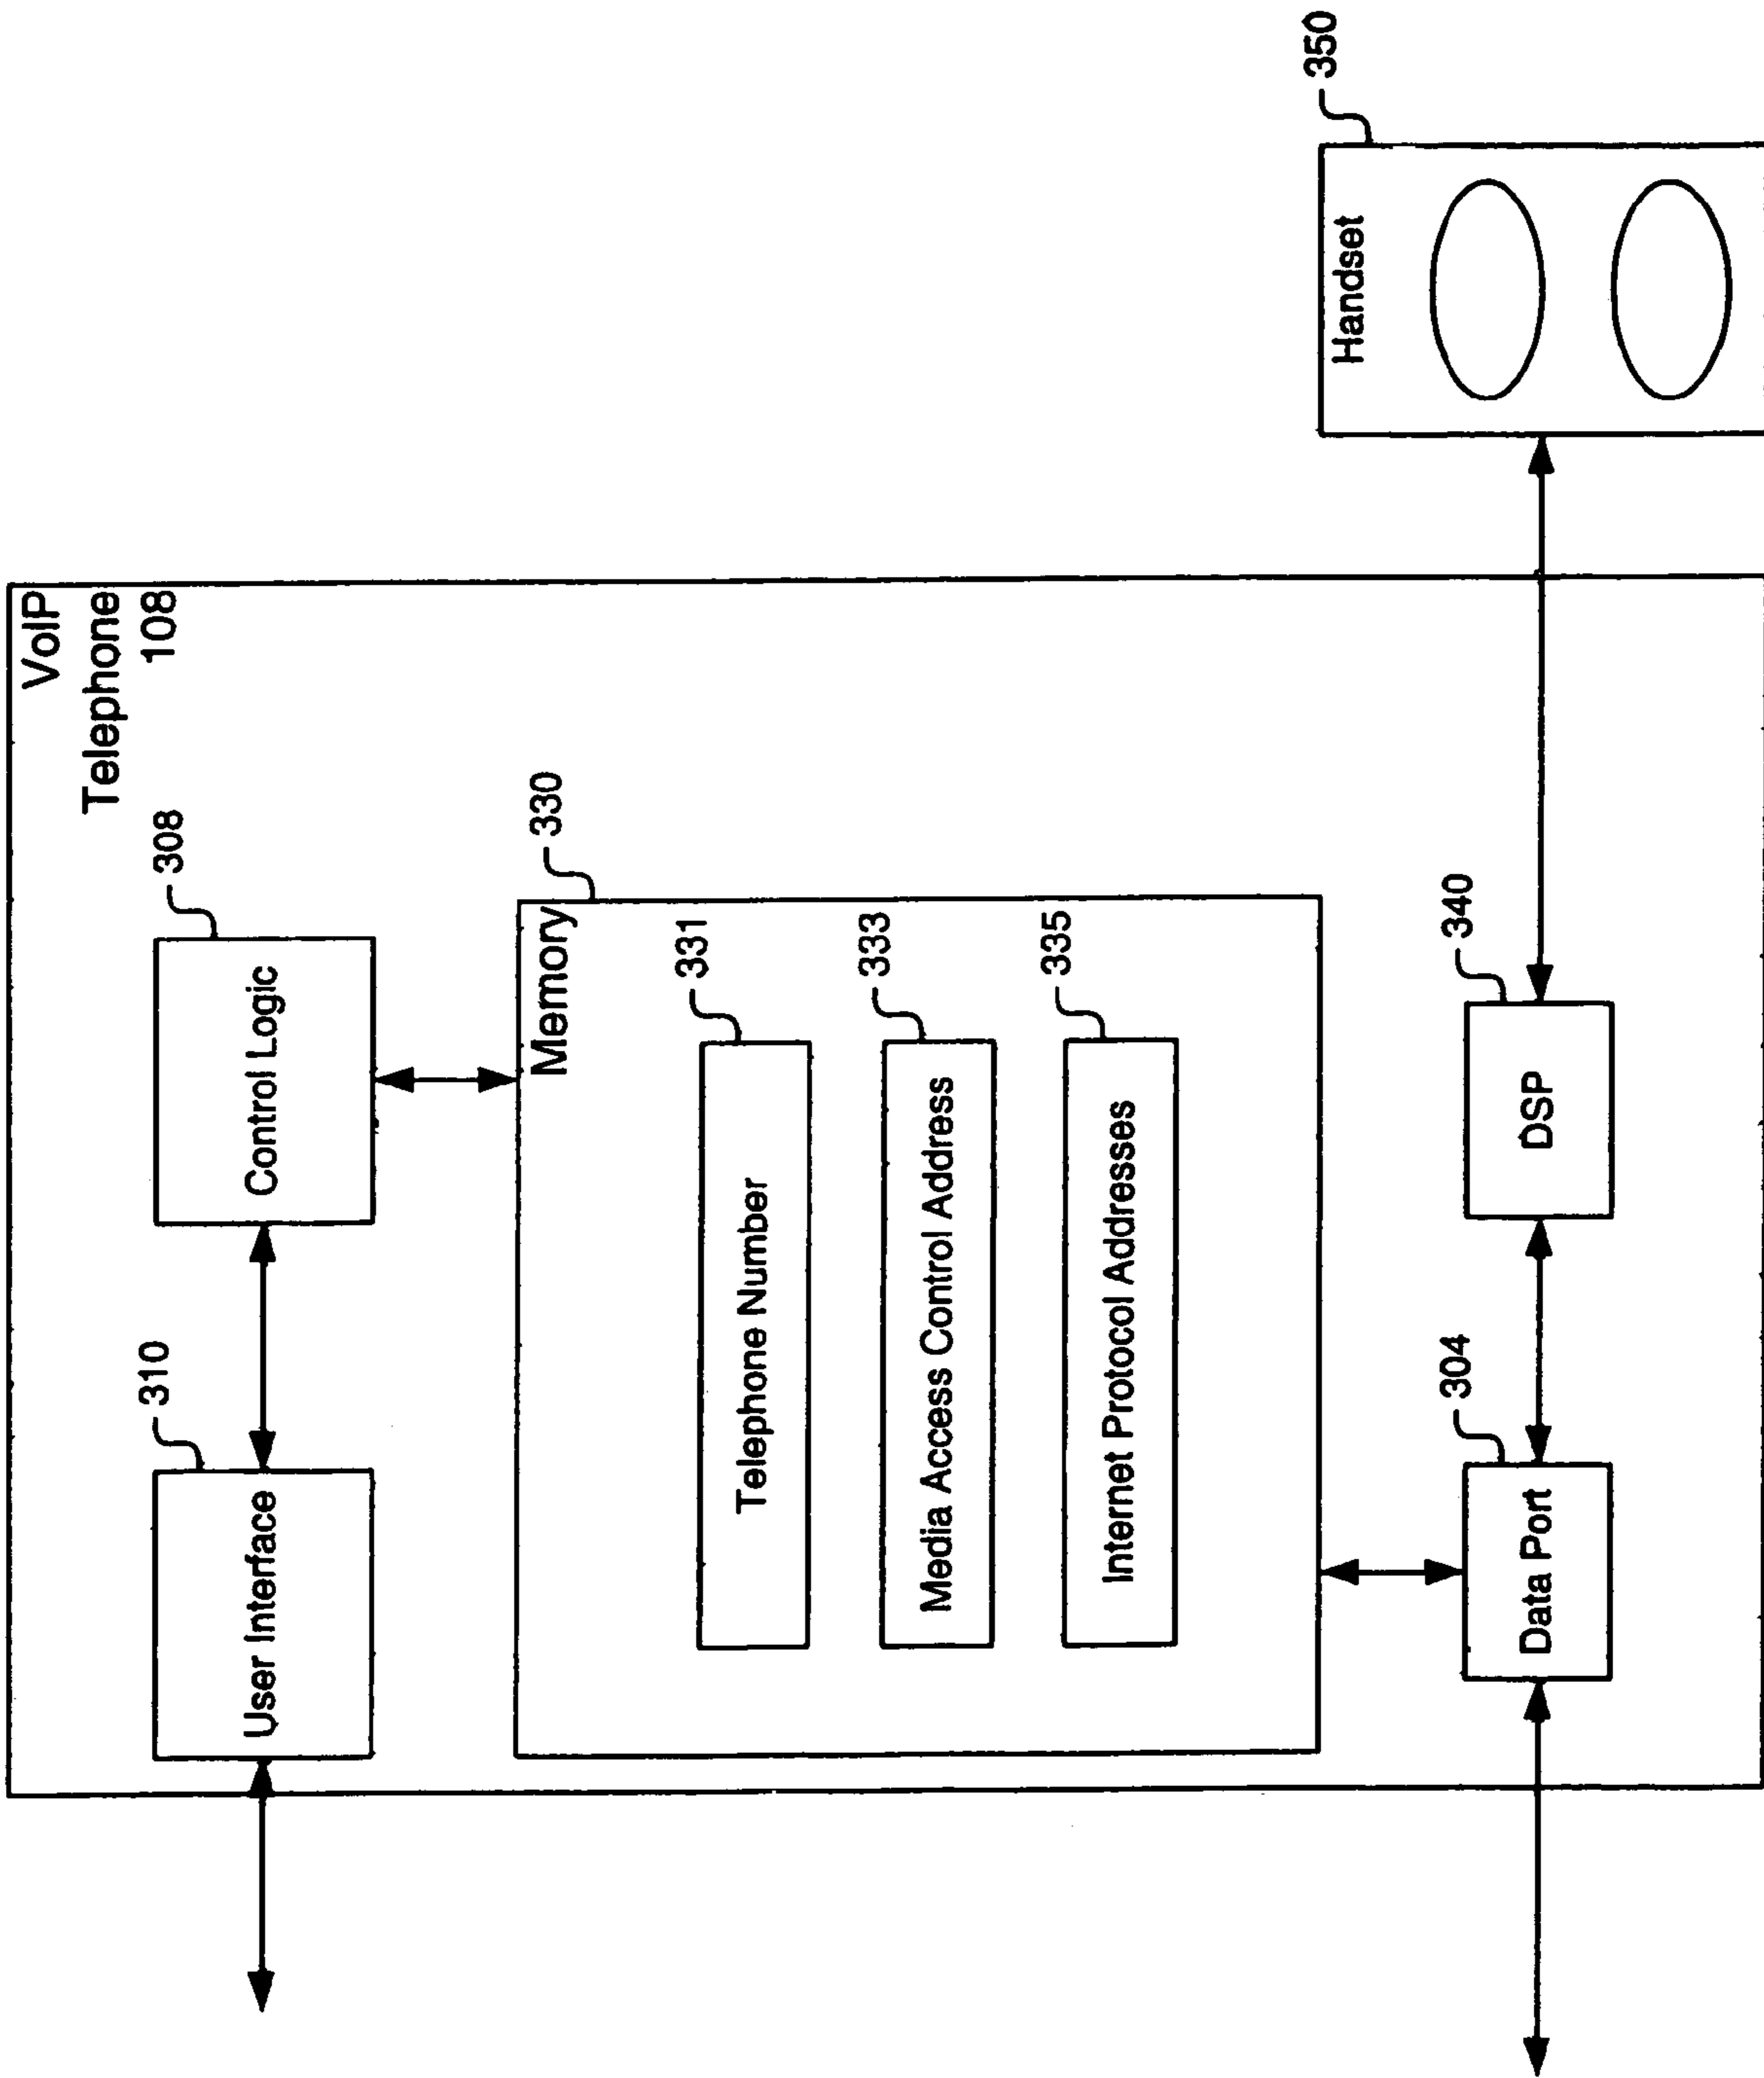 VoIP
Telephone
108
310
User Interface
308
Control Logic
330
Memory
331
Telephone Number
333
Media Access Control Address
335
Internet Protocol Addresses
304
Data Port
340
DSP
350
Handset